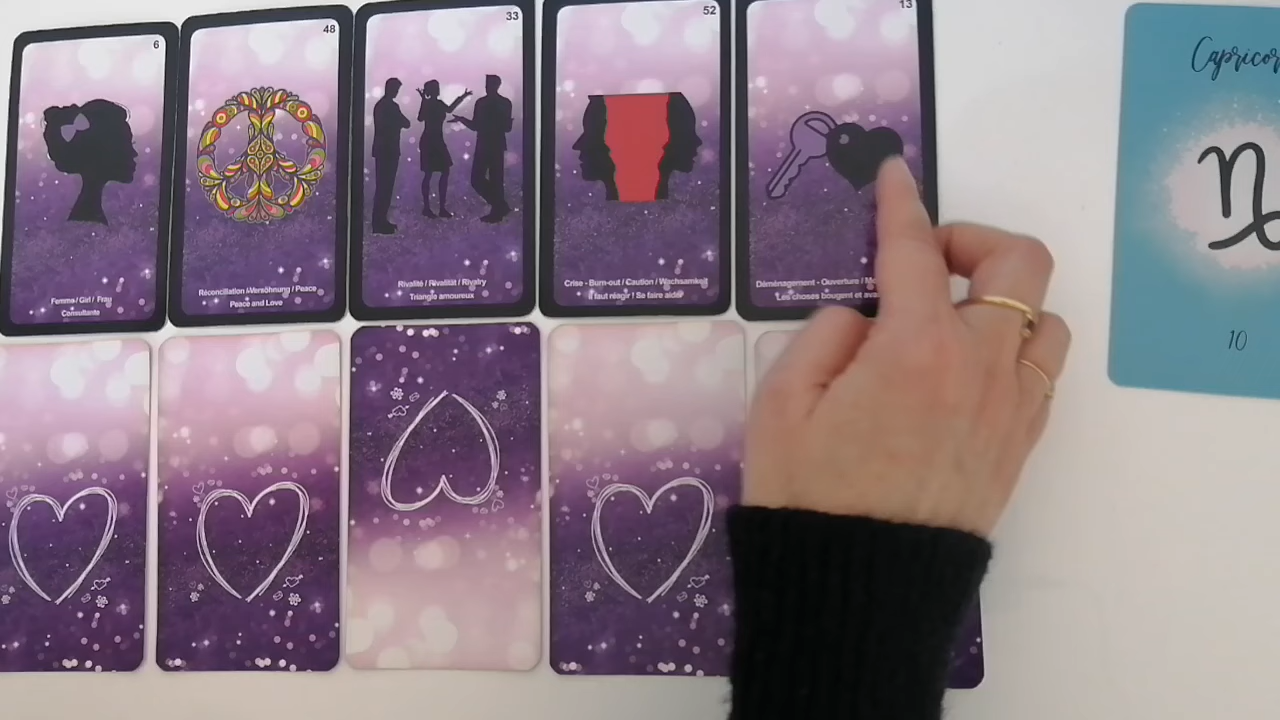 6
Femme / Girl / Frau
Consultante
48
Réconciliation /Versöhnung / Peace
Peace and Love
33
Rivalité / Rivalität / Rivalry
Triangle amoureux
52
Crise - Burn-out / Caution / Wachsamkeit
Il faut réagir ! Se faire aider
13
Déménagement - Ouverture /
Les choses bougent et
Capricor
10